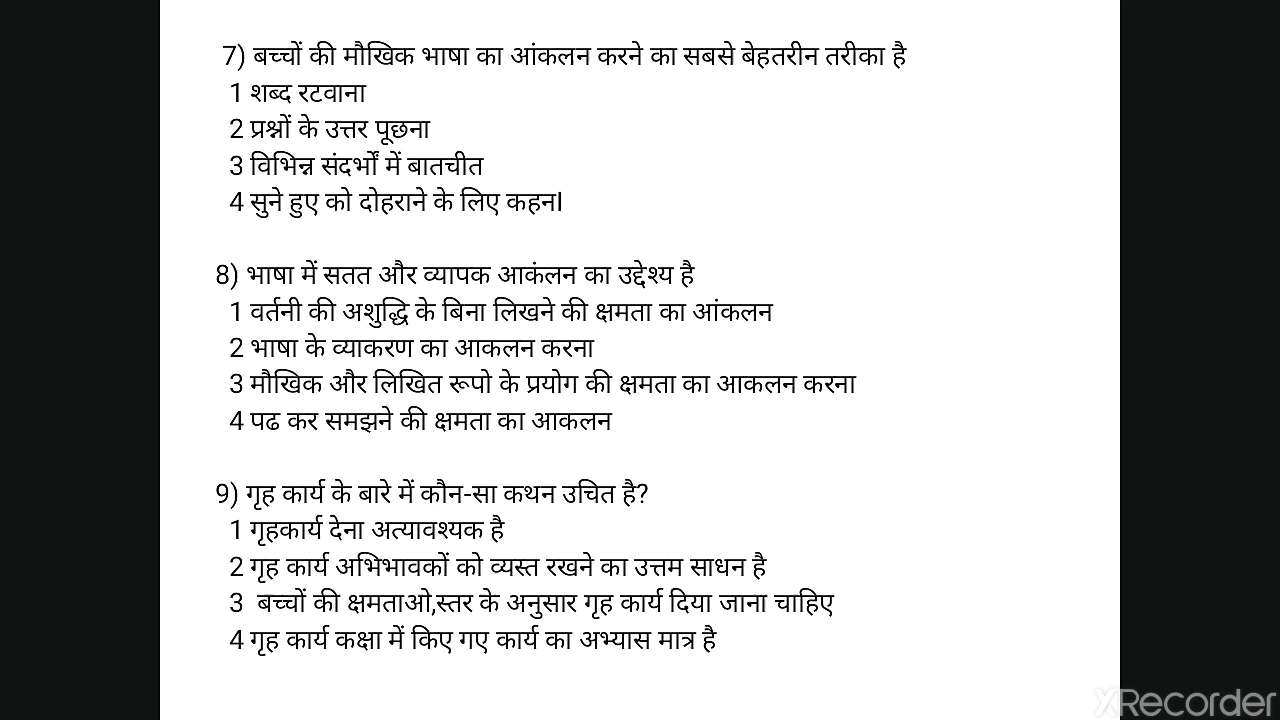 7) बच्चों की मौखिक भाषा का आंकलन करने का सबसे बेहतरीन तरीका है
1 शब्द रटवाना
2 प्रश्नों के उत्तर पूछना
3 विभिन्न संदर्भों में बातचीत
4 सुने हुए को दोहराने के लिए कहनl
8) भाषा में सतत और व्यापक आकंलन का उद्देश्य है
1 वर्तनी की अशुद्धि के बिना लिखने की क्षमता का आंकलन
2 भाषा के व्याकरण का आकलन करना
3 मौखिक और लिखित रूपो के प्रयोग की क्षमता का आकलन करना
4 पढ कर समझने की क्षमता का आकलन
9) गृह कार्य के बारे में कौन-सा कथन उचित है?
1 गृहकार्य देना अत्यावश्यक है
2 गृह कार्य अभिभावकों को व्यस्त रखने का उत्तम साधन है
3 बच्चों की क्षमताओ,स्तर के अनुसार गृह कार्य दिया जाना चाहिए
4 गृह कार्य कक्षा में किए गए कार्य का अभ्यास मात्र है
XRecorder